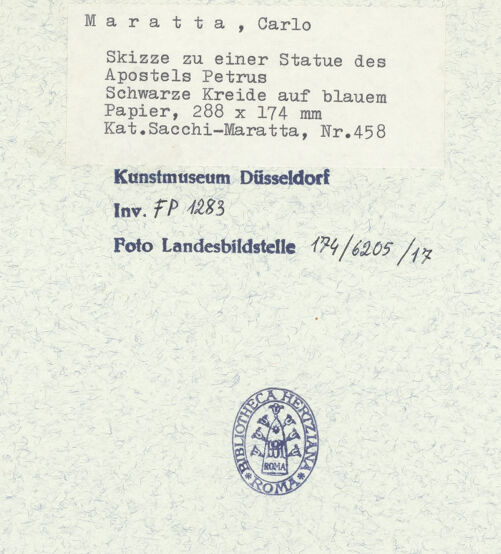 M a r a t t a , Carlo
Skizze zu einer Statue des
Apostels Petrus
Schwarze Kreide auf blauem
Papier, 288 x 174 mm
Kat.Sacchi-Maratta, Nr.458
Kunstmuseum Düsseldorf
Inv. FP 1283
Foto Landesbildstelle 174/6205/17
BIBLIOTHECA HERTZIANA
ROMA
* ROMA *